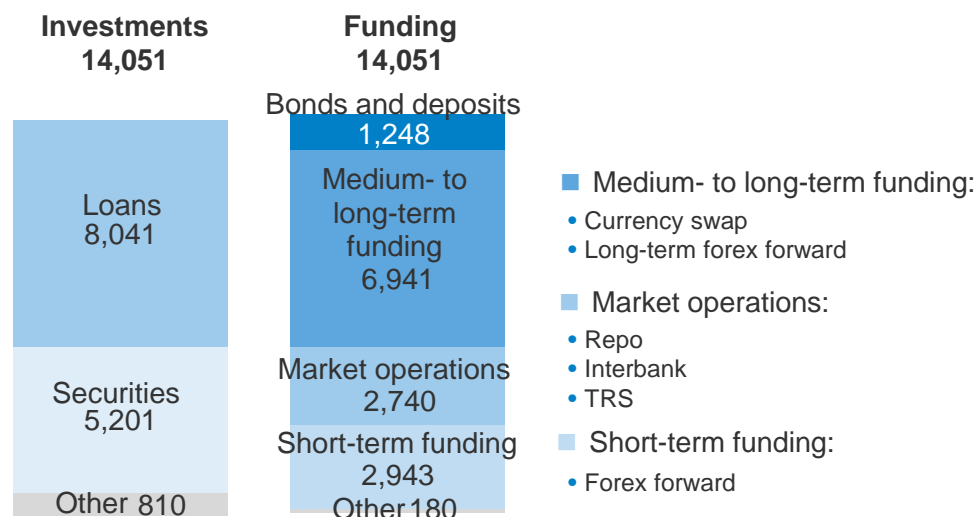 Investments
14,051
Loans
8,041
Securities
5,201
Other 810
Funding
14,051
Bonds and deposits
1,248
Medium- to
long-term
funding
6,941
Market operations
2,740
Short-term funding
2,943
Other 180
Medium- to long-term funding:
• Currency swap
• Long-term forex forward
Market operations:
• Repo
• Interbank
• TRS
Short-term funding:
• Forex forward